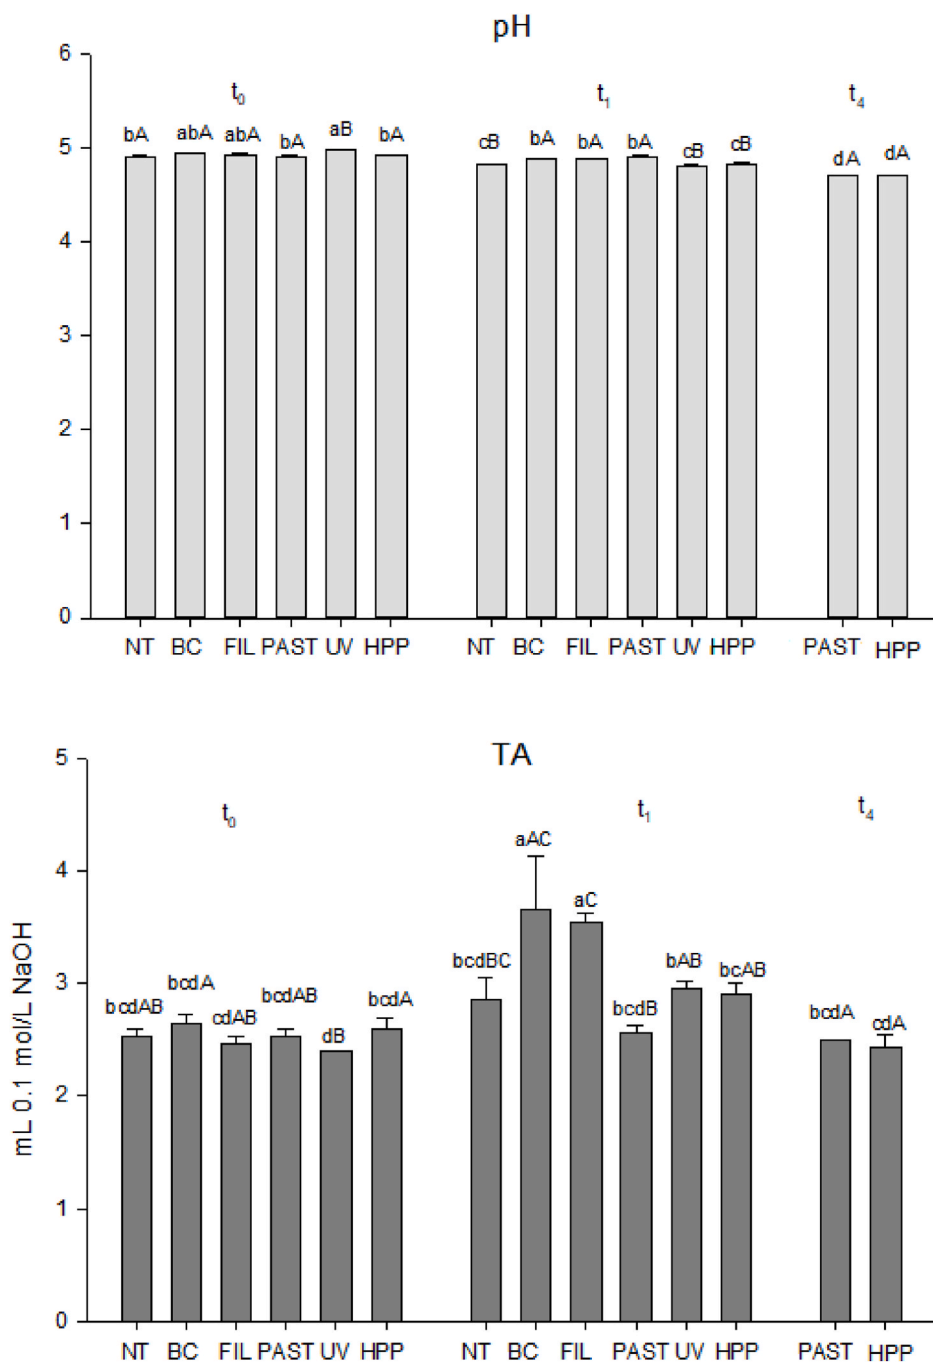 pH
6
t0 t1 t4
bA abA abA bA aB bA cB bA bA bA cB cB dA dA
5
4
3
2
1
0
NT BC FIL PAST UV HPP NT BC FIL PAST UV HPP PAST HPP
TA
5
t0 t1 t4
aAC
4
aC
bcdBC bAB bcAB
3
bcdAB bcdA cdAB bcdAB dB bcdA bcdB bcdA cdA
2
1
0
mL 0.1 mol/L NaOH
NT BC FIL PAST UV HPP NT BC FIL PAST UV HPP PAST HPP